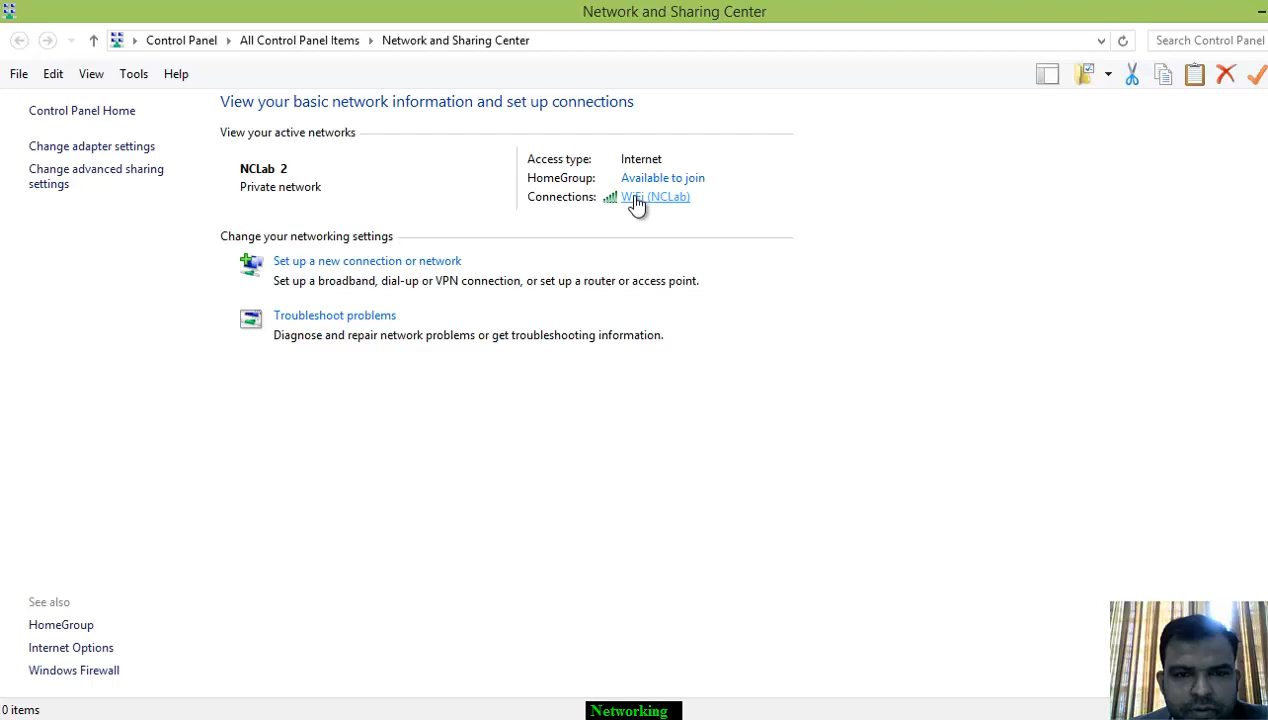 Network and Sharing Center
Control Panel
All Control Panel Items
Network and Sharing Center
Search Control Panel
File
Edit
View
Tools
Help
Control Panel Home
Change adapter settings
Change advanced sharing
settings
View your basic network information and set up connections
View your active networks
NCLab 2
Private network
Access type: Internet
HomeGroup: Available to join
Connections: WiFi (NCLab)
Change your networking settings
Set up a new connection or network
Set up a broadband, dial-up or VPN connection, or set up a router or access point.
Troubleshoot problems
Diagnose and repair network problems or get troubleshooting information.
See also
HomeGroup
Internet Options
Windows Firewall
0 items
Networking